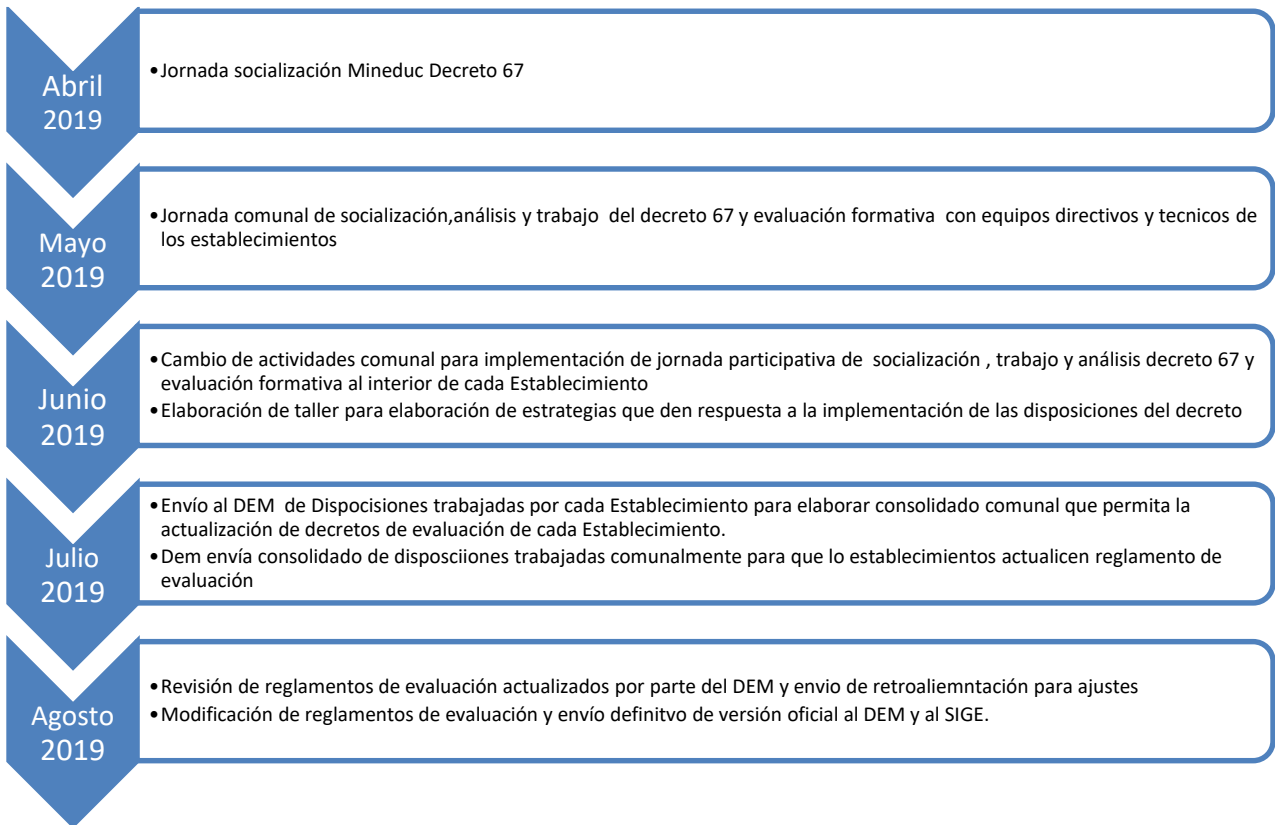 Abril
2019
•Jornada socialización Mineduc Decreto 67
Mayo
2019
•Jornada comunal de socialización,análisis y trabajo del decreto 67 y evaluación formativa con equipos directivos y tecnicos de
los establecimientos
Junio
2019
•Cambio de actividades comunal para implementación de jornada participativa de socialización , trabajo y análisis decreto 67 y
evaluación formativa al interior de cada Establecimiento
•Elaboración de taller para elaboración de estrategias que den respuesta a la implementación de las disposiciones del decreto
Julio
2019
•Envío al DEM de Dispocisiones trabajadas por cada Establecimiento para elaborar consolidado comunal que permita la
actualización de decretos de evaluación de cada Establecimiento.
•Dem envía consolidado de disposciiones trabajadas comunalmente para que lo establecimientos actualicen reglamento de
evaluación
Agosto
2019
•Revisión de reglamentos de evaluación actualizados por parte del DEM y envio de retroaliemntación para ajustes
•Modificación de reglamentos de evaluación y envío definitvo de versión oficial al DEM y al SIGE.